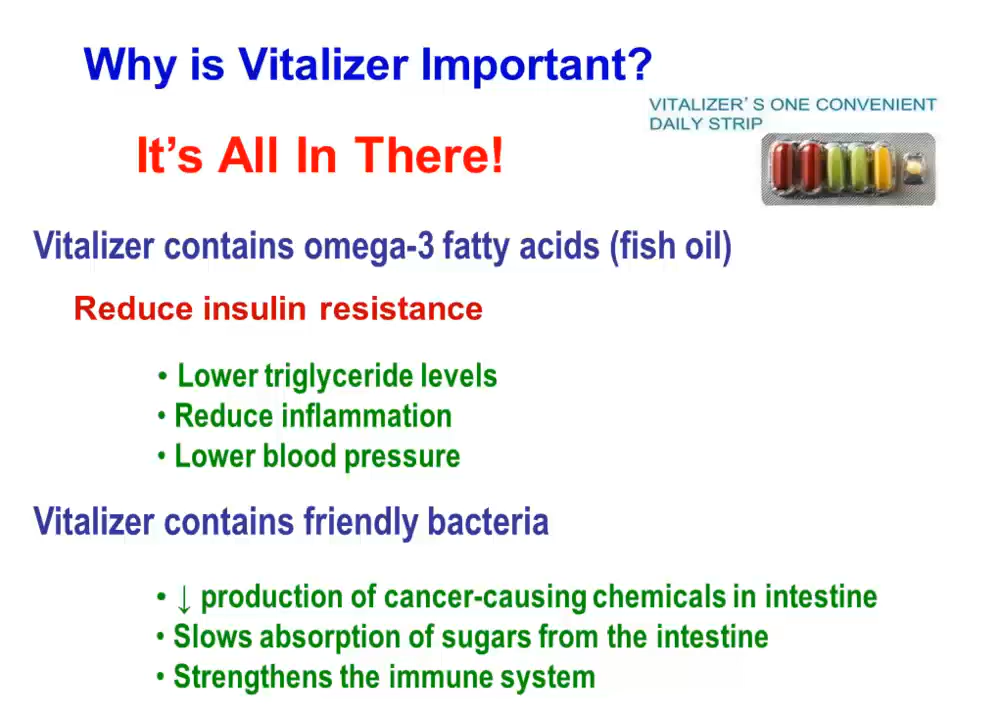 Why is Vitalizer Important?
VITALIZER’S ONE CONVENIENT
DAILY STRIP
It’s All In There!
Vitalizer contains omega-3 fatty acids (fish oil)
Reduce insulin resistance
• Lower triglyceride levels
• Reduce inflammation
• Lower blood pressure
Vitalizer contains friendly bacteria
• ↓ production of cancer-causing chemicals in intestine
• Slows absorption of sugars from the intestine
• Strengthens the immune system